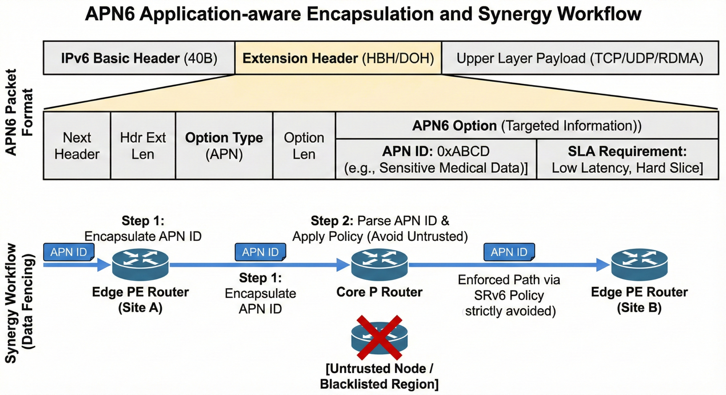 APN6 Application-aware Encapsulation and Synergy Workflow
APN6 Packet
Format
IPv6 Basic Header (40B)
Extension Header (HBH/DOH)
Upper Layer Payload (TCP/UDP/RDMA)
Next
Header
Hdr Ext
Len
Option Type
(APN)
Option
Len
APN6 Option (Targeted Information))
APN ID: 0xABCD
(e.g., Sensitive Medical Data)]
SLA Requirement:
Low Latency, Hard Slice]
Synergy Workflow
(Data Fencing)
APN ID
Step 1:
Encapsulate APN ID
Edge PE Router
(Site A)
APN ID
Step 1:
Encapsulate
APN ID
Step 2: Parse APN ID &
Apply Policy (Avoid Untrusted)
Core P Router
[Untrusted Node /
Blacklisted Region]
APN ID
Enforced Path via
SRv6 Policy
strictly avoided)
Edge PE Router
(Site B)